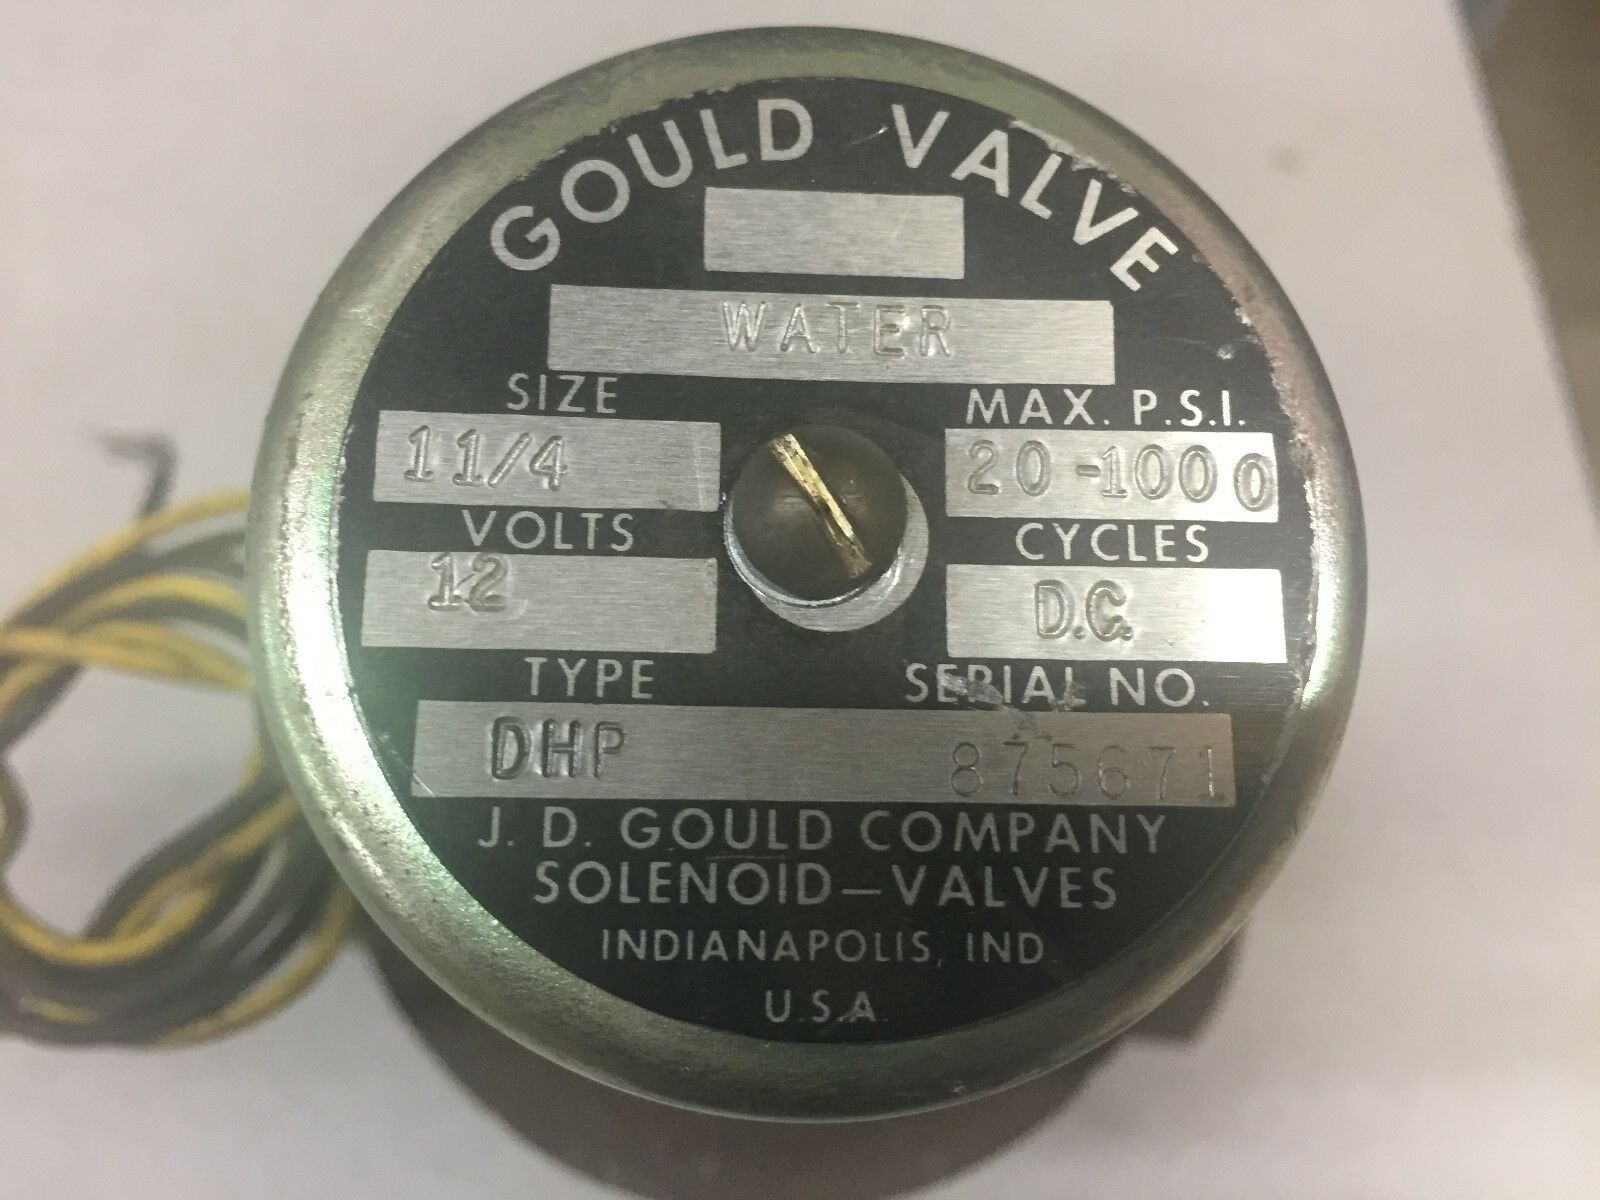 GOULD VALVE
WATER
SIZE MAX. P.S.I.
1 1/4 20-1000
VOLTS CYCLES
12 D.C.
TYPE SERIAL NO.
DHP 875671
J. D. GOULD COMPANY
SOLENOID-VALVES
INDIANAPOLIS, IND.
U.S.A.